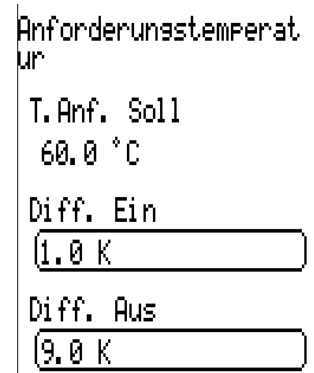 Anforderungstemperat
ur
T.Anf. Soll
60.0 °C
Diff. Ein
1.0 K
Diff. Aus
9.0 K